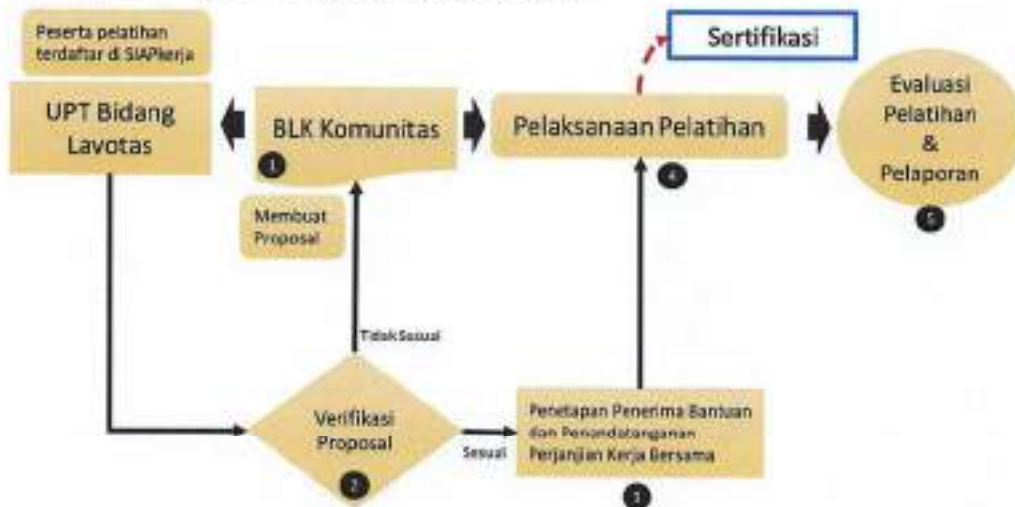 Peserta pelatihan
terdaftar di SIAPkerja
UPT Bidang
Lavotas
BLK Komunitas
1
Membuat
Proposal
Pelaksanaan Pelatihan
4
Sertifikasi
Evaluasi
Pelatihan
&
Pelaporan
5
Tidak Sesuai
Verifikasi
Proposal
2
Sesuai
Penetapan Penerima Bantuan
dan Penandatanganan
Perjanjian Kerja Bersama
3